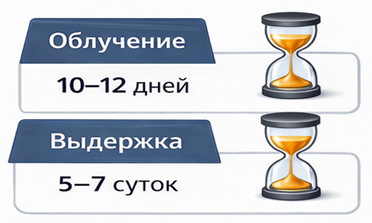 Облучение
10–12 дней
Выдержка
5–7 суток